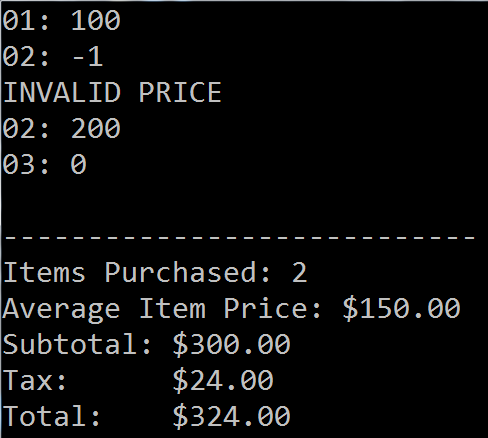 01: 100
02: -1
INVALID PRICE
02: 200
03: 0

----------------------------
Items Purchased: 2
Average Item Price: $150.00
Subtotal: $300.00
Tax:      $24.00
Total:    $324.00